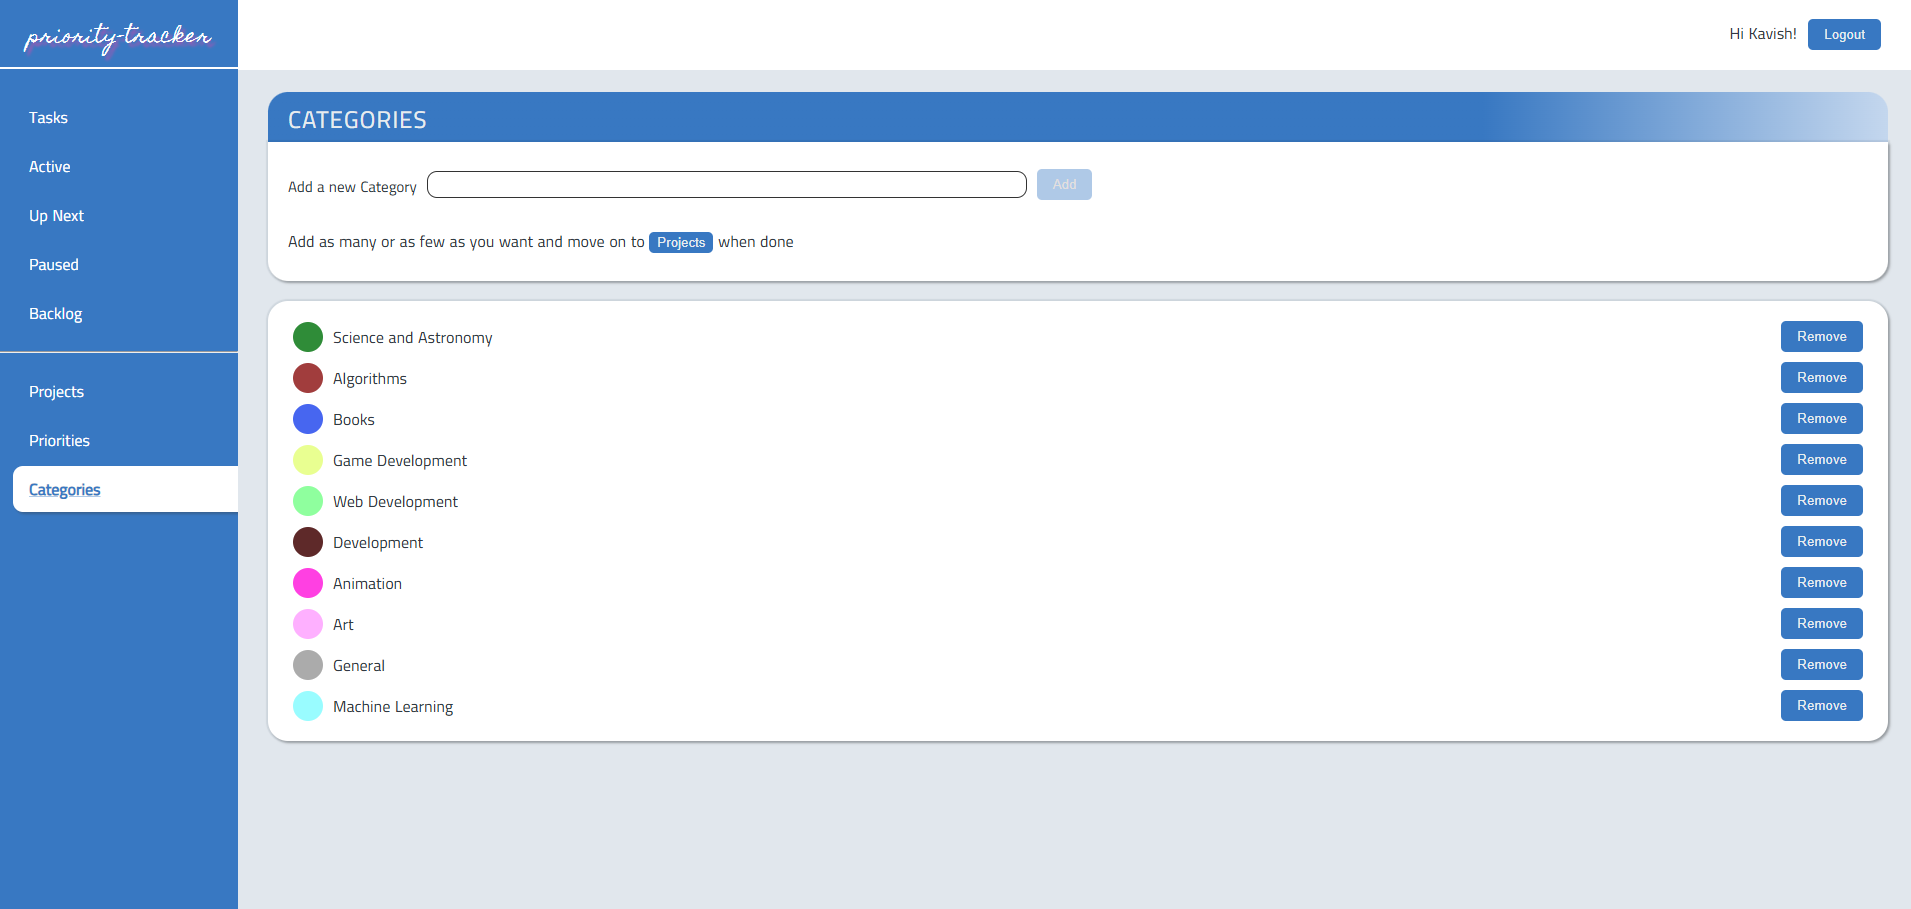 priority-tracker
Hi Kavish!
Logout
Tasks
Active
Up Next
Paused
Backlog
Projects
Priorities
Categories
CATEGORIES
Add a new Category
Add
Add as many or as few as you want and move on to Projects when done
Science and Astronomy Remove
Algorithms Remove
Books Remove
Game Development Remove
Web Development Remove
Development Remove
Animation Remove
Art Remove
General Remove
Machine Learning Remove